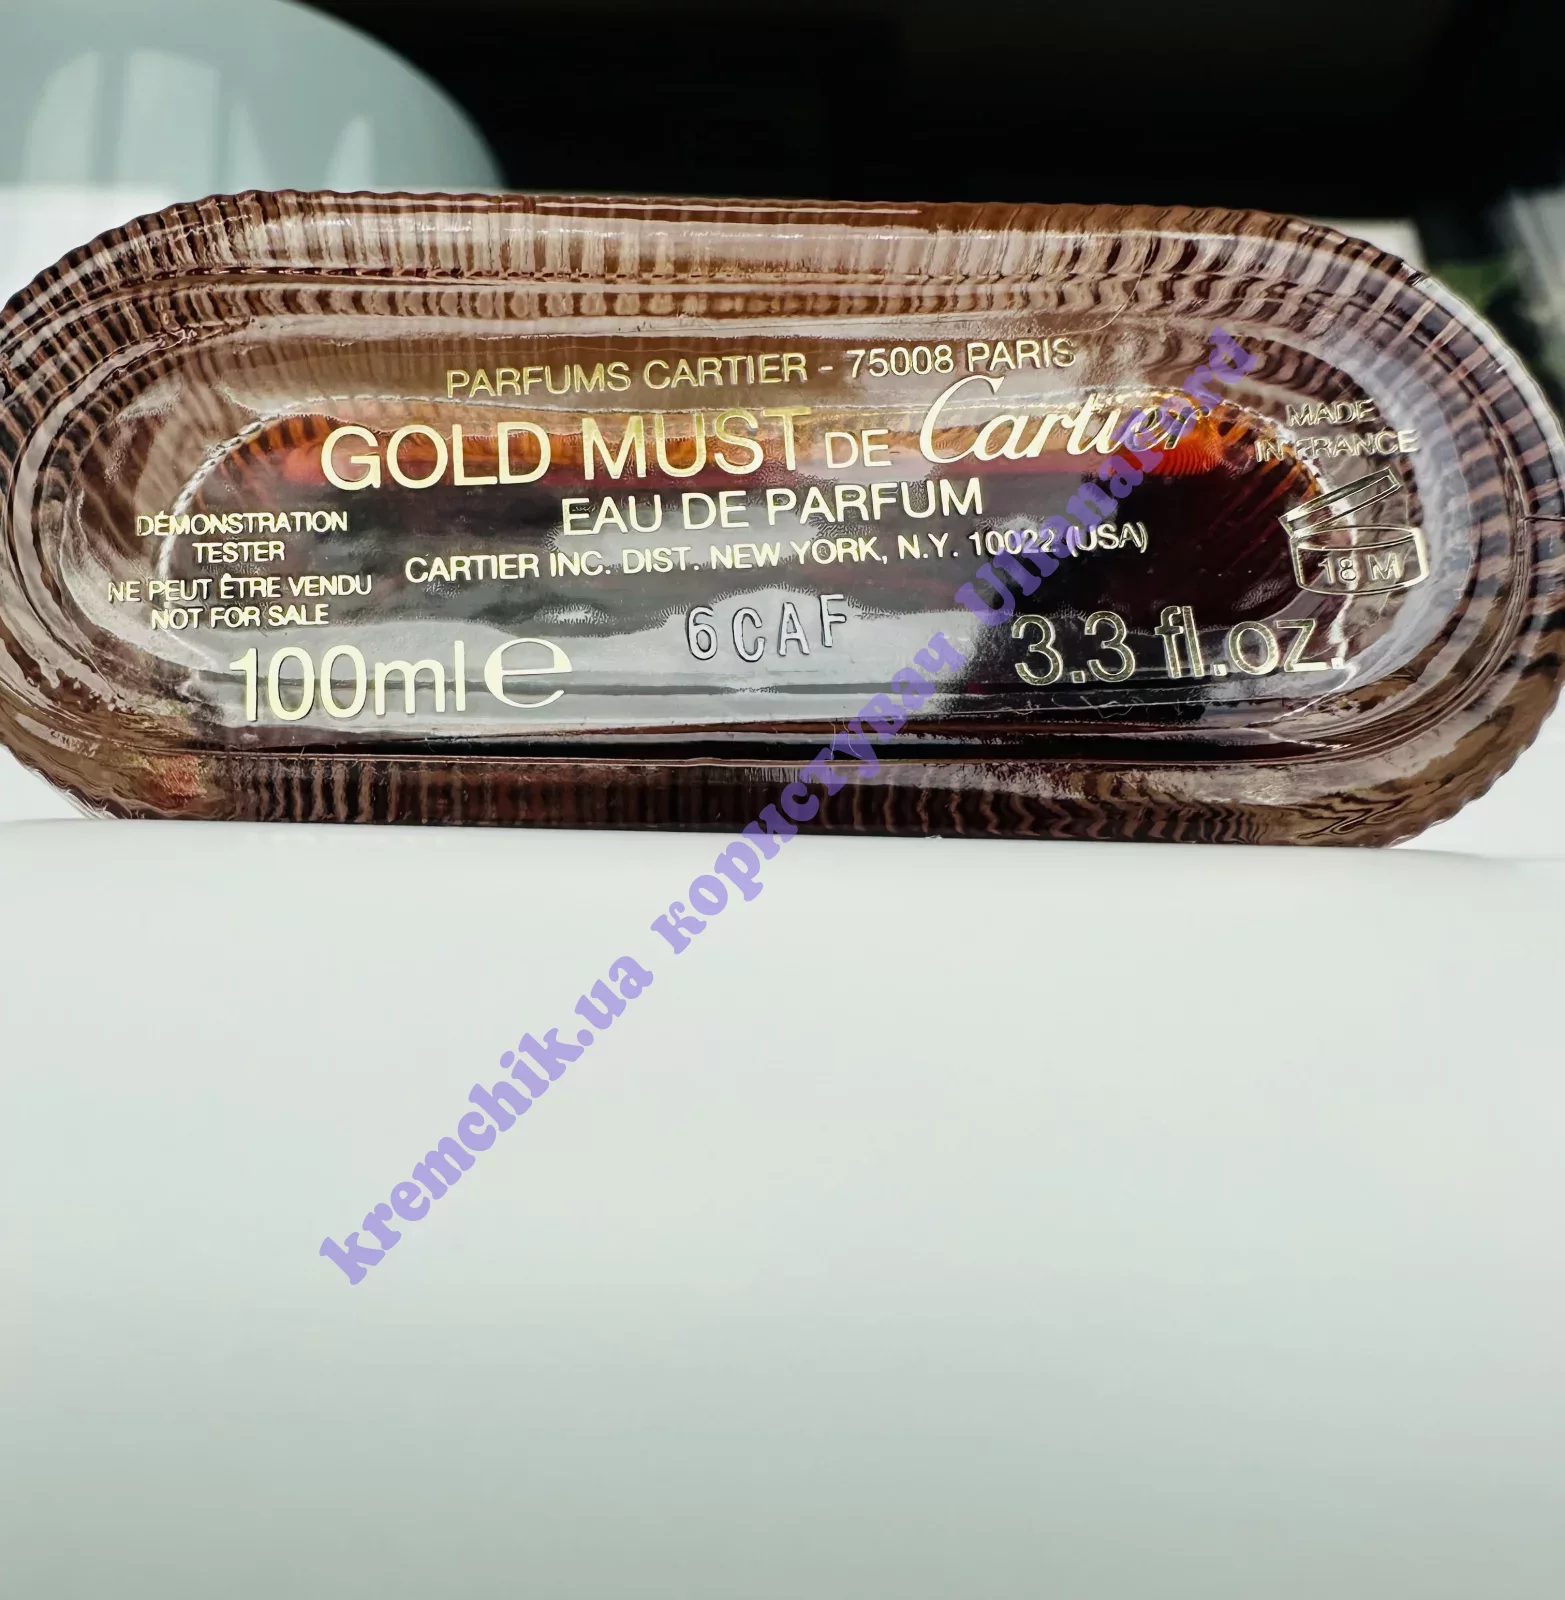 PARFUMS CARTIER - 75008 PARIS
GOLD MUST DE Cartier
EAU DE PARFUM
CARTIER INC. DIST. NEW YORK, N.Y. 10022 (USA)
DÉMONSTRATION
TESTER
NE PEUT ÊTRE VENDU
NOT FOR SALE
MADE
IN FRANCE
18 M
100ml e
6CAF
3.3 fl.oz.
kremchik.ua користувач